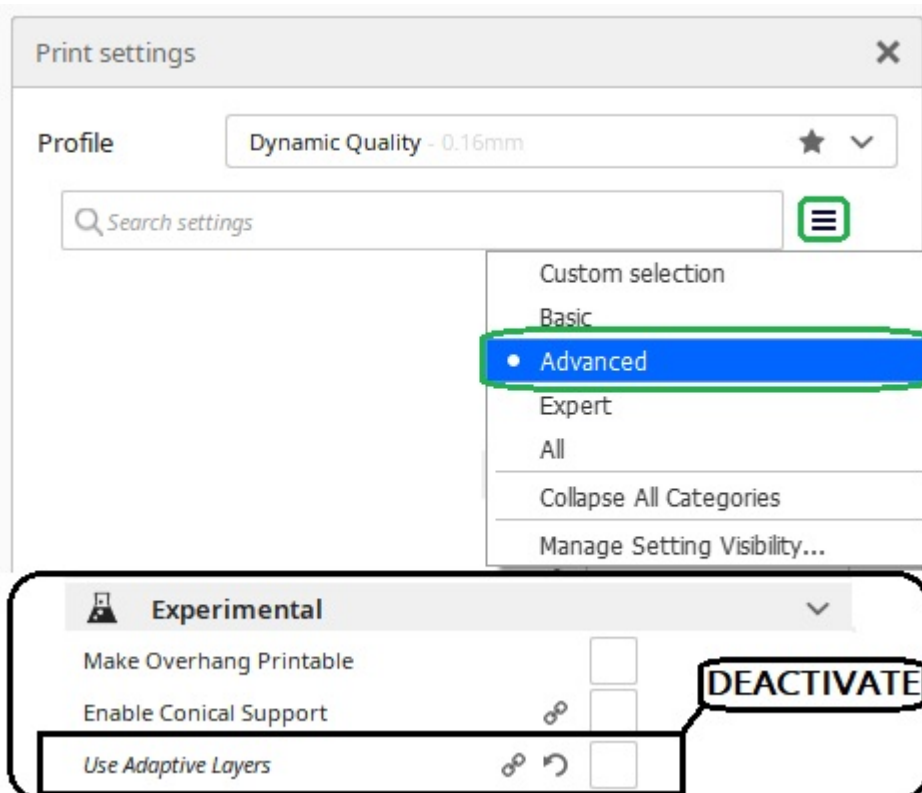 Print settings
Profile
Dynamic Quality - 0.16mm
Search settings
Custom selection
Basic
Advanced
Expert
All
Collapse All Categories
Manage Setting Visibility...
Experimental
Make Overhang Printable
DEACTIVATE
Enable Conical Support
Use Adaptive Layers